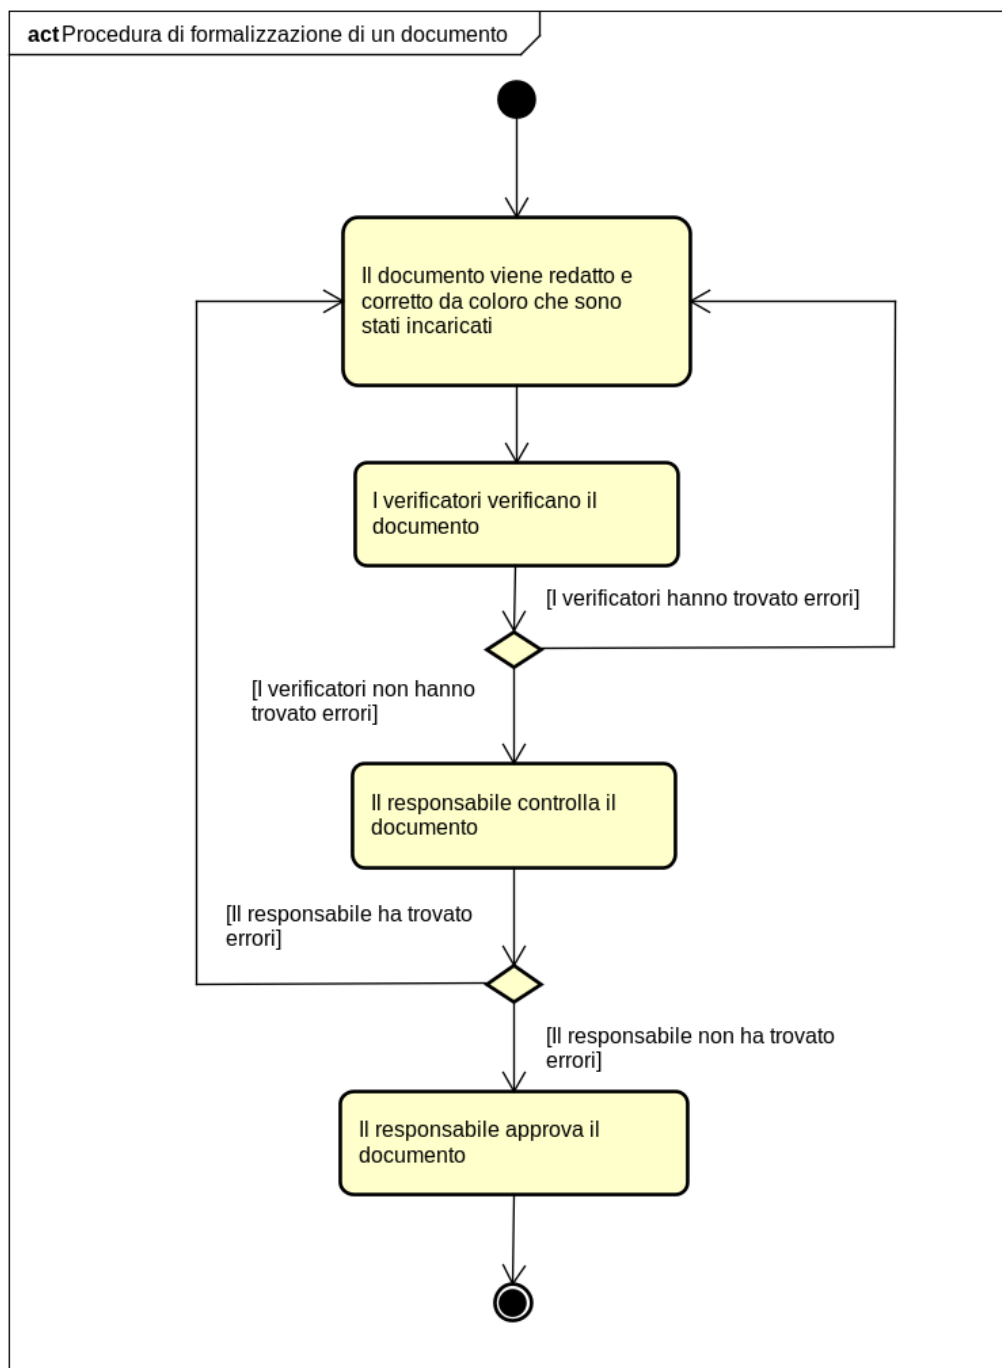 act Procedura di formalizzazione di un documento
Il documento viene redatto e
corretto da coloro che sono
stati incaricati
I verificatori verificano il
documento
[I verificatori hanno trovato errori]
[I verificatori non hanno
trovato errori]
Il responsabile controlla il
documento
[Il responsabile ha trovato
errori]
[Il responsabile non ha trovato
errori]
Il responsabile approva il
documento